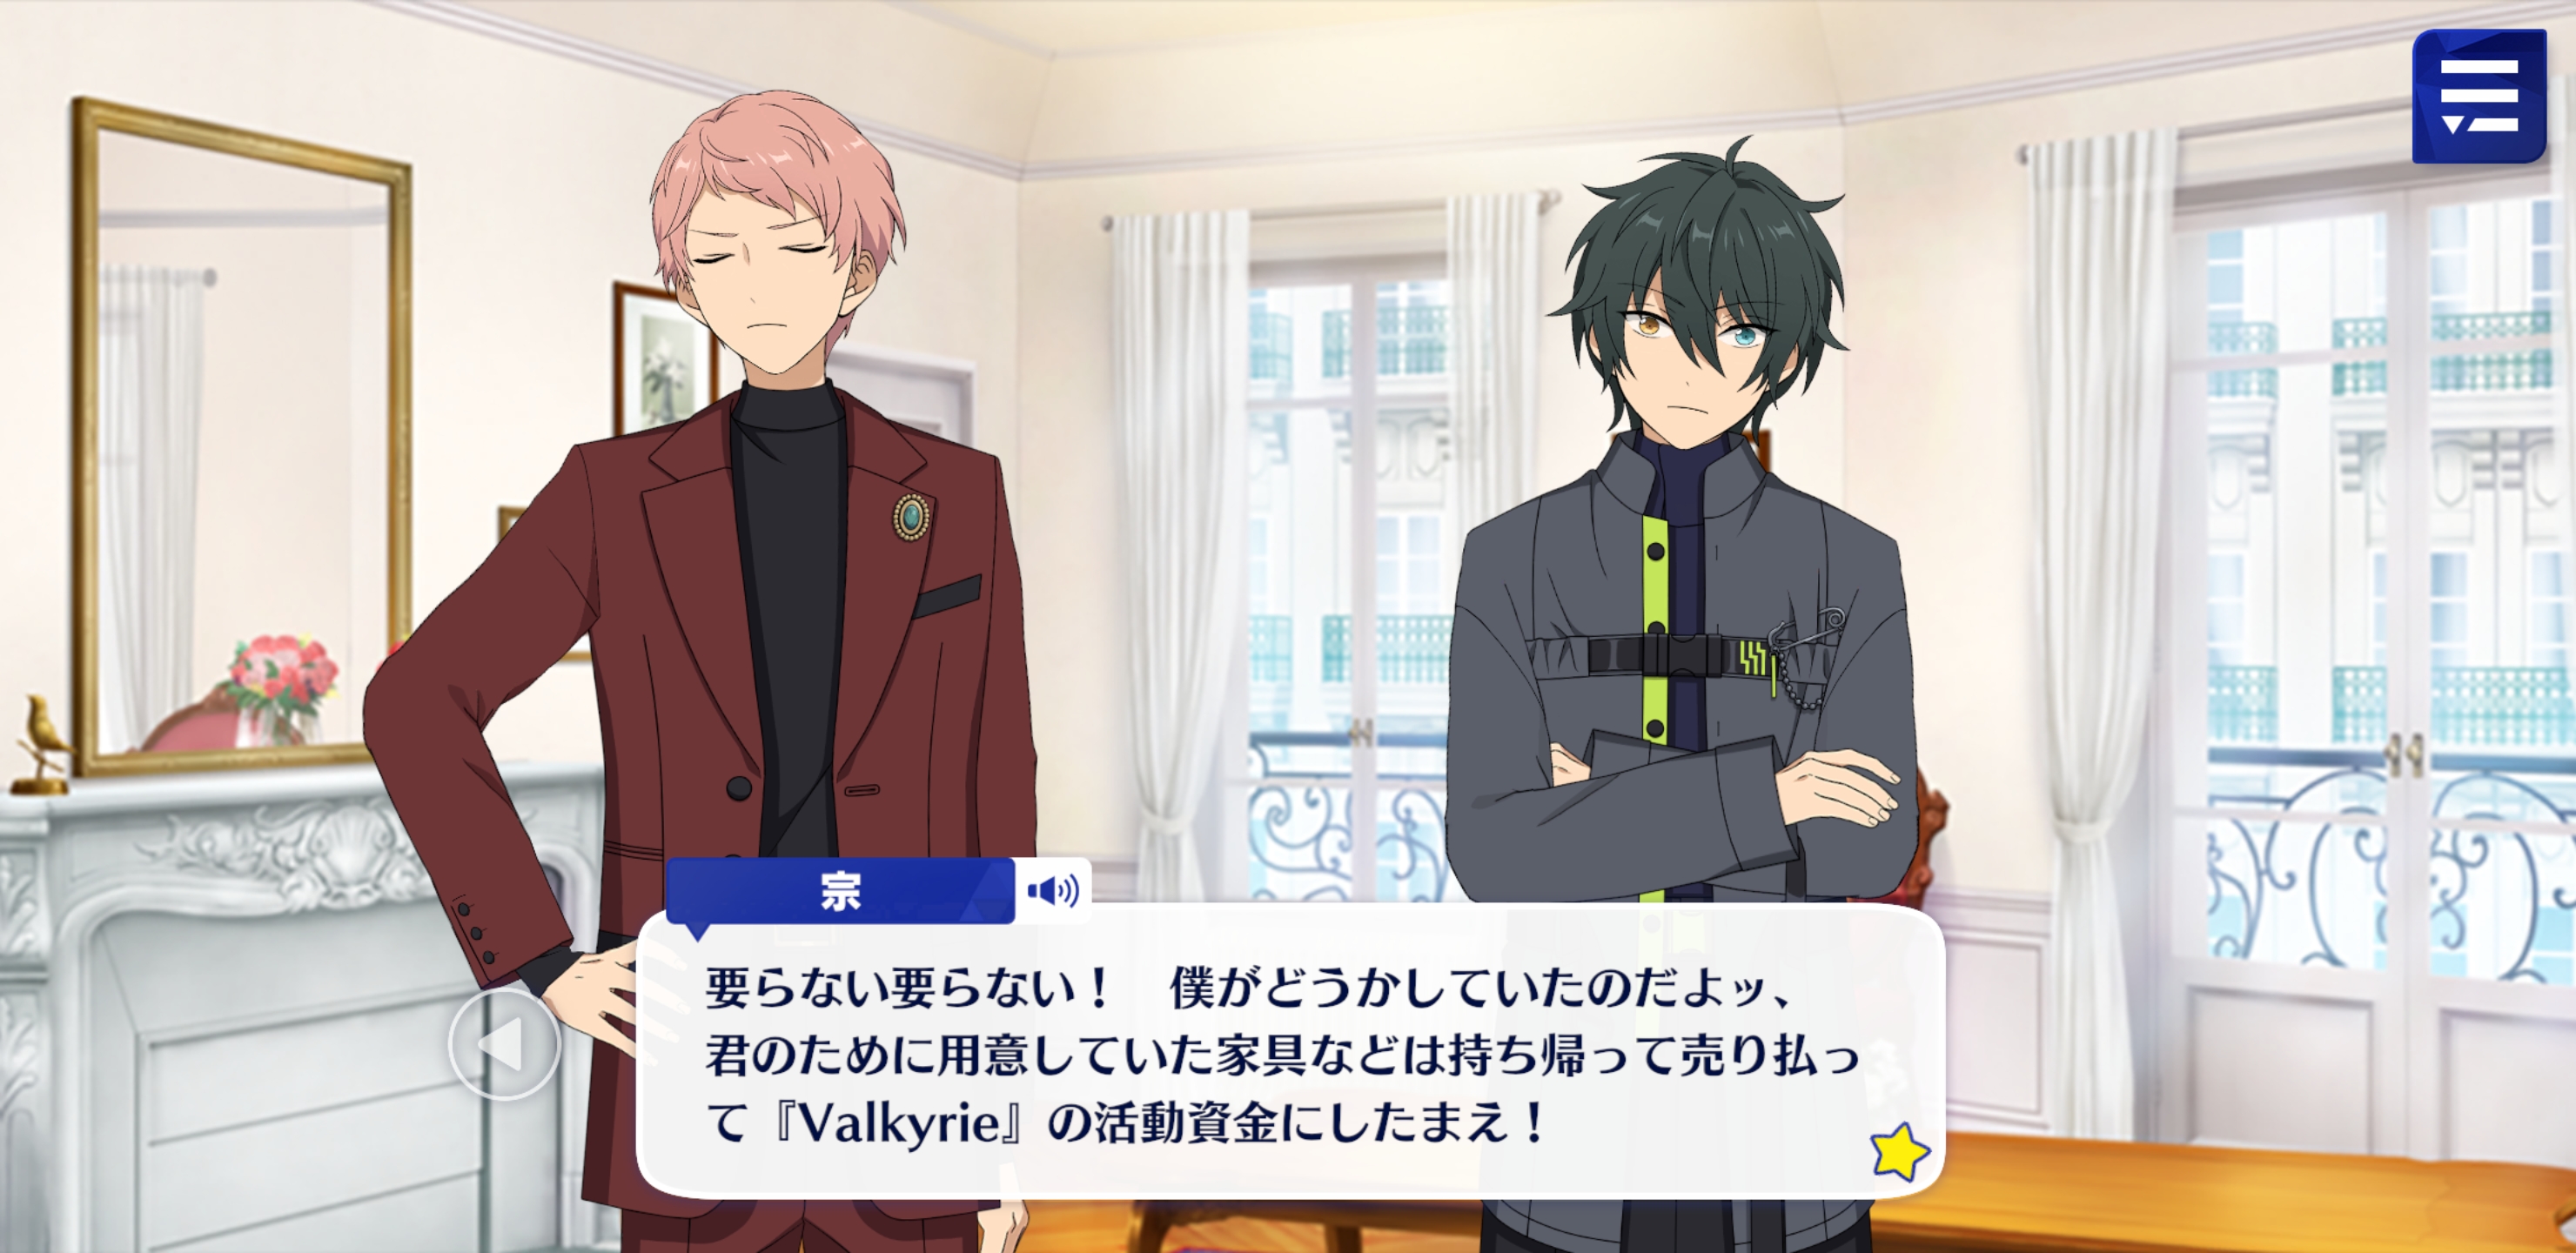 宗
要らない要らない！　僕がどうかしていたのだよッ、
君のために用意していた家具などは持ち帰って売り払っ
て『Valkyrie』の活動資金にしたまえ！